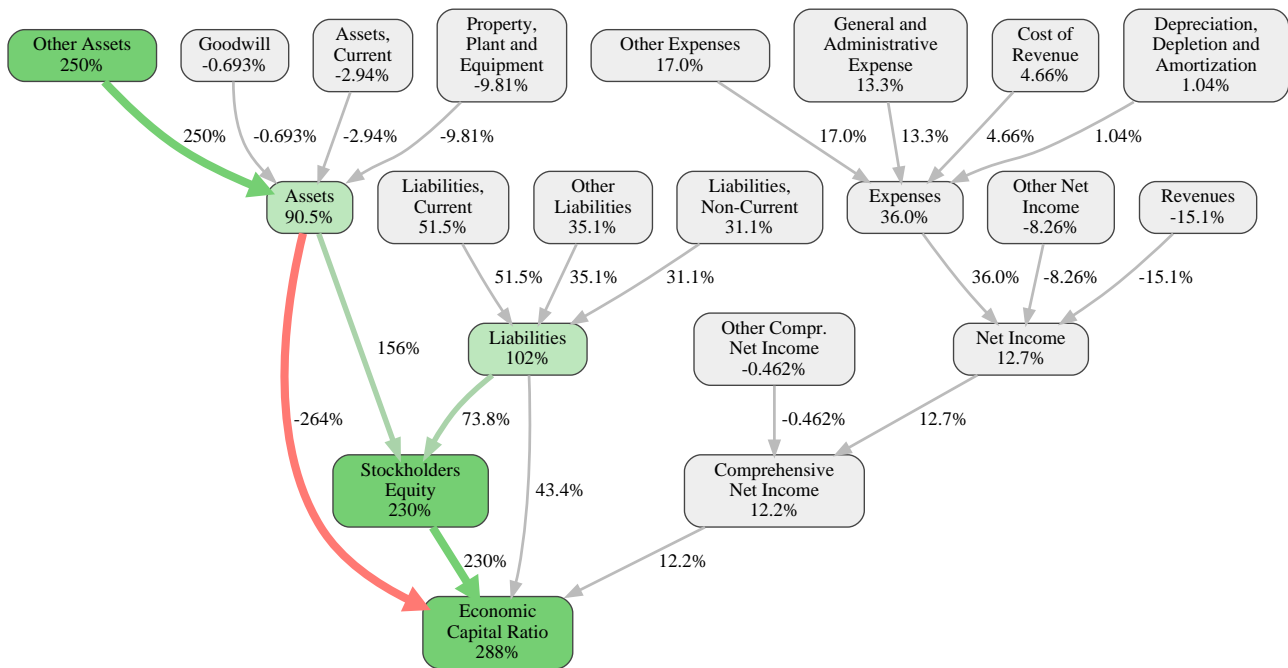 Other Assets
250%
Goodwill
-0.693%
Assets,
Current
-2.94%
Property,
Plant and
Equipment
-9.81%
Other Expenses
17.0%
General and
Administrative
Expense
13.3%
Cost of
Revenue
4.66%
Depreciation,
Depletion and
Amortization
1.04%
250%
-0.693%
-2.94%
-9.81%
17.0%
13.3%
4.66%
1.04%
Assets
90.5%
Liabilities,
Current
51.5%
Other
Liabilities
35.1%
Liabilities,
Non-Current
31.1%
Expenses
36.0%
Other Net
Income
-8.26%
Revenues
-15.1%
51.5%
35.1%
31.1%
36.0%
-8.26%
-15.1%
156%
Liabilities
102%
Other Compr.
Net Income
-0.462%
Net Income
12.7%
-264%
73.8%
-0.462%
12.7%
Stockholders
Equity
230%
43.4%
Comprehensive
Net Income
12.2%
230%
12.2%
Economic
Capital Ratio
288%